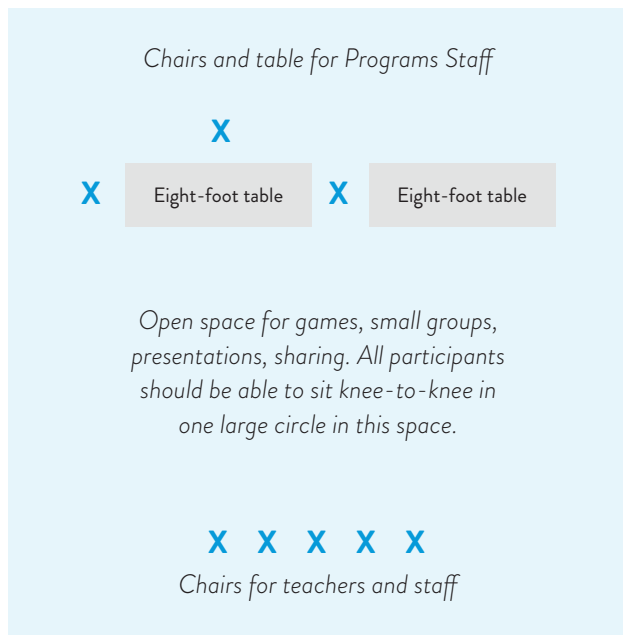 Chairs and table for Programs Staff
X
X Eight-foot table X Eight-foot table
Open space for games, small groups,
presentations, sharing. All participants
should be able to sit knee-to-knee in
one large circle in this space.
X X X X X
Chairs for teachers and staff